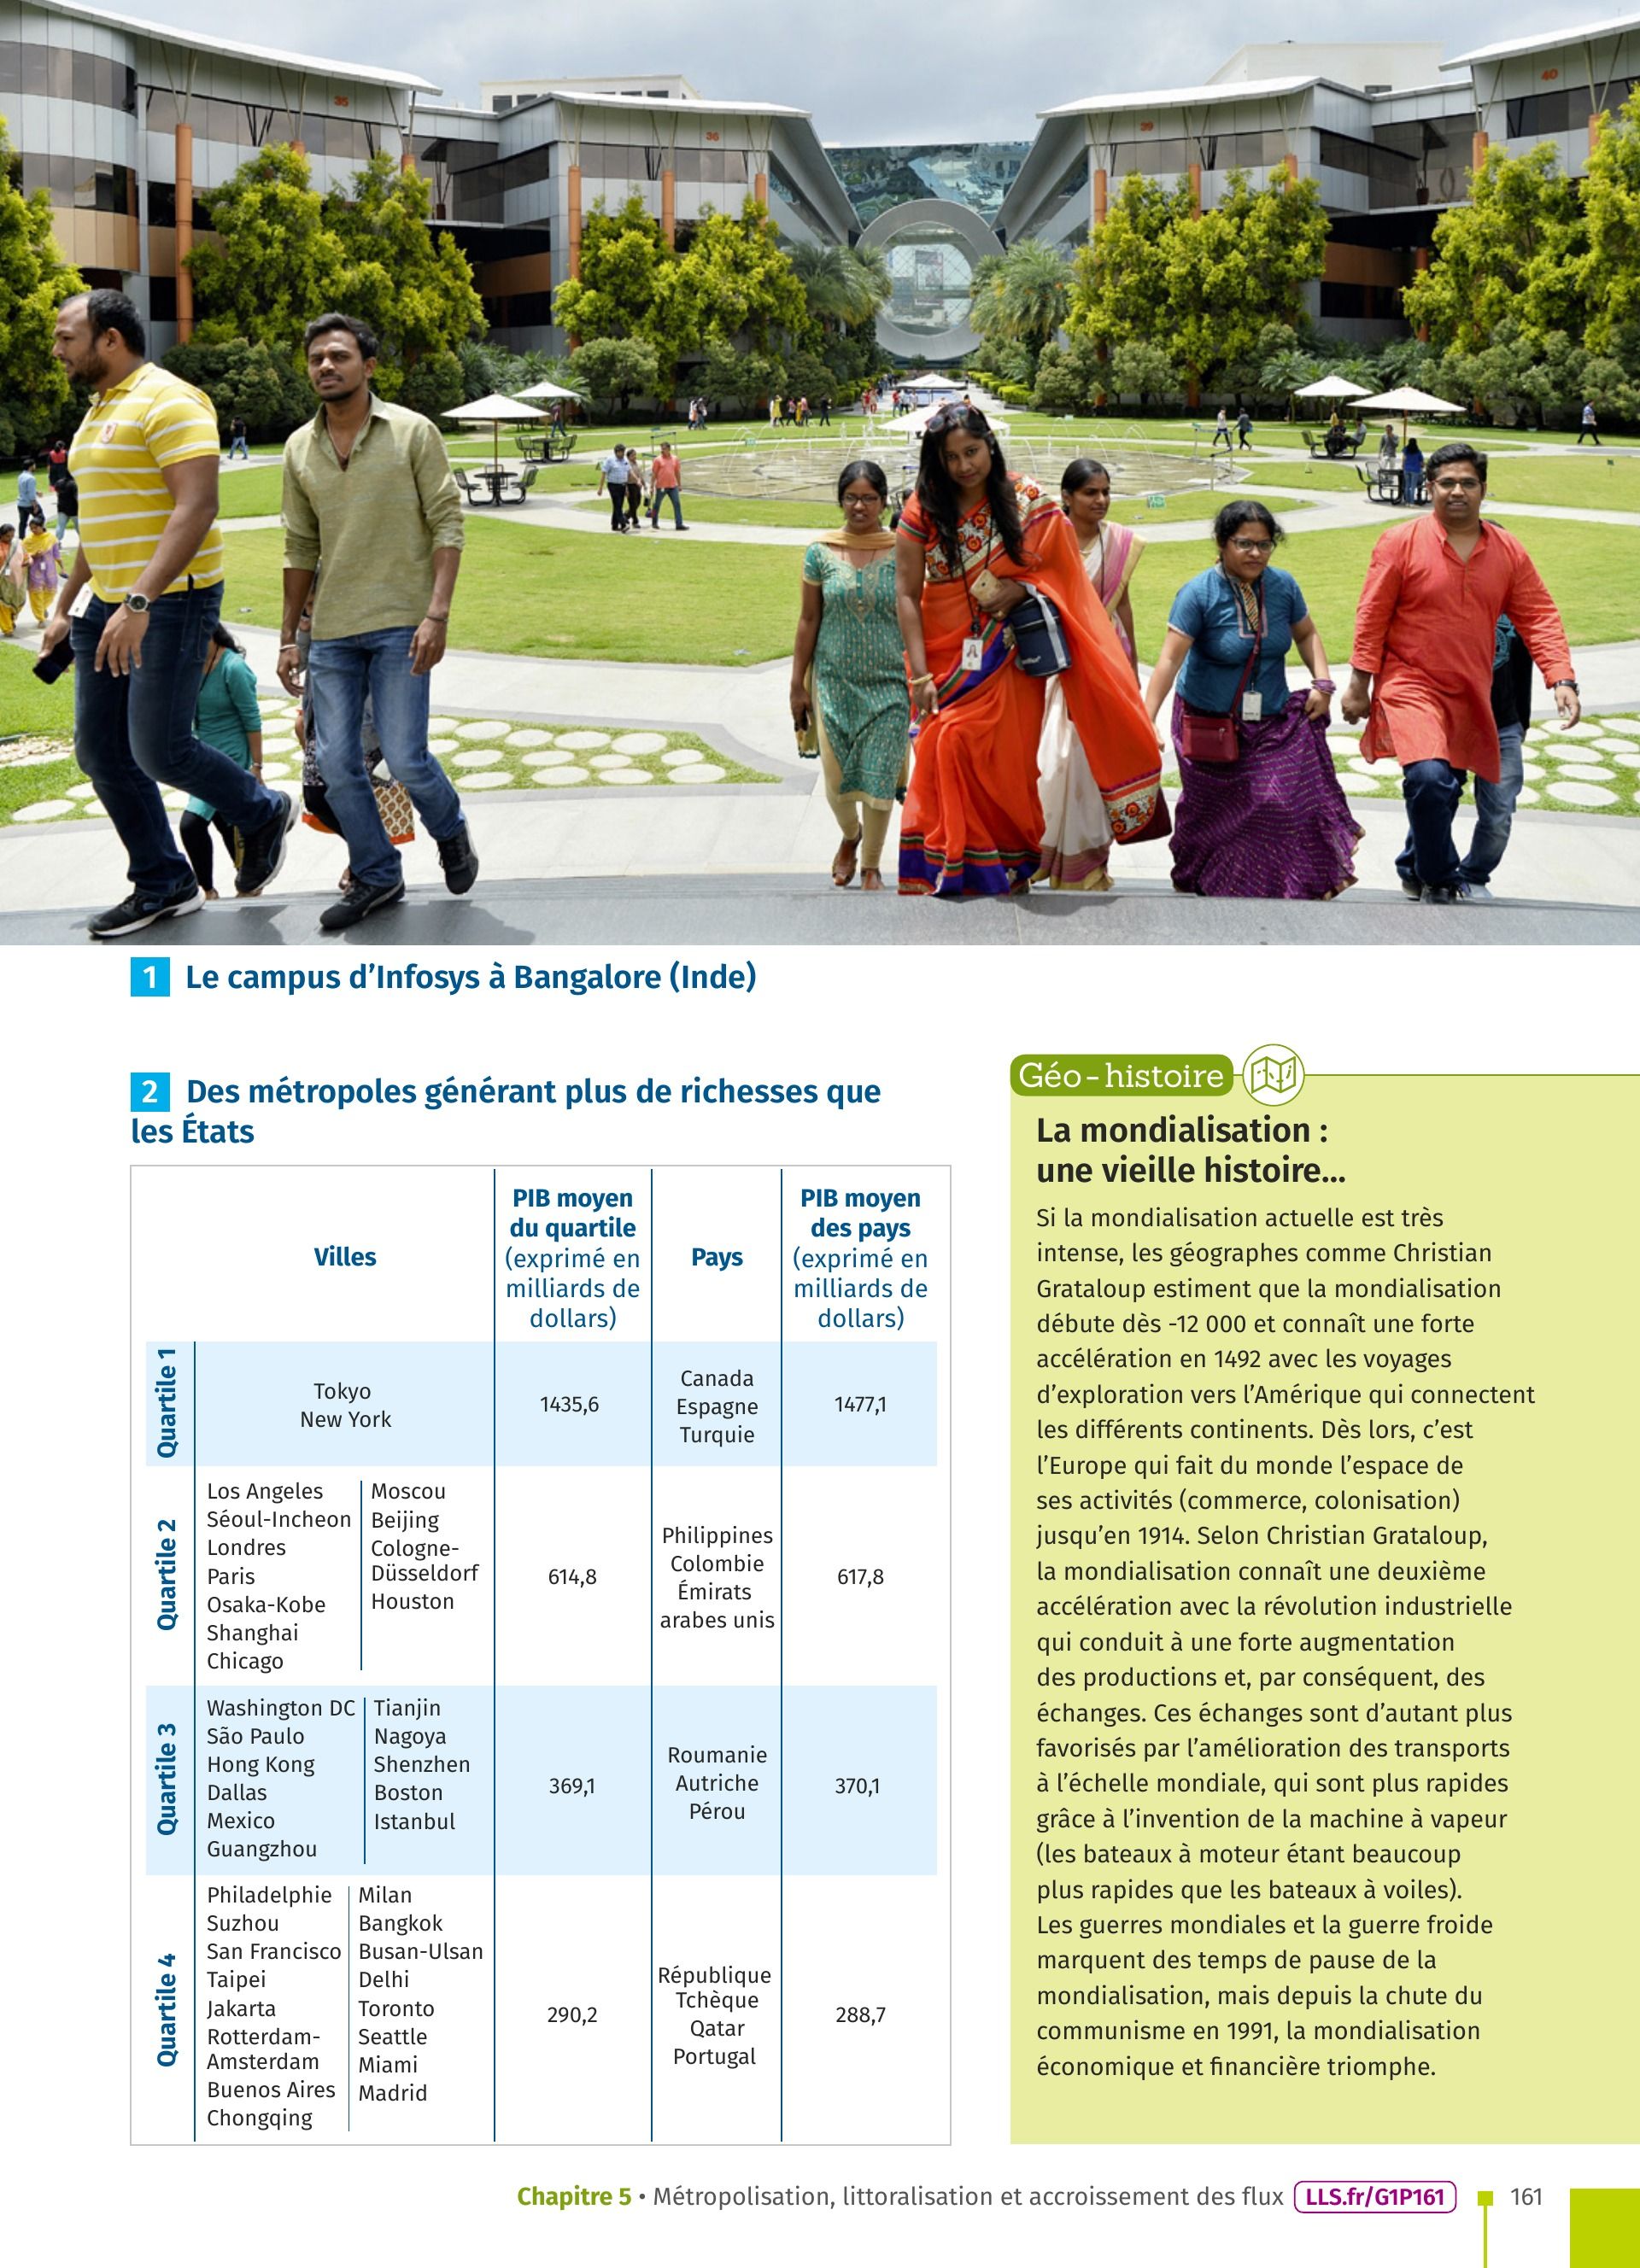 35
36
39
40
1 Le campus d’Infosys à Bangalore (Inde)
2 Des métropoles générant plus de richesses que
les États
Villes
PIB moyen
du quartile
(exprimé en
milliards de
dollars)
Pays
PIB moyen
des pays
(exprimé en
milliards de
dollars)
Quartile 1
Tokyo
New York
1435,6
Canada
Espagne
Turquie
1477,1
Quartile 2
Los Angeles
Séoul-Incheon
Londres
Paris
Osaka-Kobe
Shanghai
Chicago
Moscou
Beijing
Cologne-
Düsseldorf
Houston
614,8
Philippines
Colombie
Émirats
arabes unis
617,8
Quartile 3
Washington DC
São Paulo
Hong Kong
Dallas
Mexico
Guangzhou
Tianjin
Nagoya
Shenzhen
Boston
Istanbul
369,1
Roumanie
Autriche
Pérou
370,1
Quartile 4
Philadelphie
Suzhou
San Francisco
Taipei
Jakarta
Rotterdam-
Amsterdam
Buenos Aires
Chongqing
Milan
Bangkok
Busan-Ulsan
Delhi
Toronto
Seattle
Miami
Madrid
290,2
République
Tchèque
Qatar
Portugal
288,7
Géo-histoire
La mondialisation :
une vieille histoire…
Si la mondialisation actuelle est très
intense, les géographes comme Christian
Grataloup estiment que la mondialisation
débute dès -12 000 et connaît une forte
accélération en 1492 avec les voyages
d’exploration vers l’Amérique qui connectent
les différents continents. Dès lors, c’est
l’Europe qui fait du monde l’espace de
ses activités (commerce, colonisation)
jusqu’en 1914. Selon Christian Grataloup,
la mondialisation connaît une deuxième
accélération avec la révolution industrielle
qui conduit à une forte augmentation
des productions et, par conséquent, des
échanges. Ces échanges sont d’autant plus
favorisés par l’amélioration des transports
à l’échelle mondiale, qui sont plus rapides
grâce à l’invention de la machine à vapeur
(les bateaux à moteur étant beaucoup
plus rapides que les bateaux à voiles).
Les guerres mondiales et la guerre froide
marquent des temps de pause de la
mondialisation, mais depuis la chute du
communisme en 1991, la mondialisation
économique et financière triomphe.
Chapitre 5 • Métropolisation, littoralisation et accroissement des flux LLS.fr/G1P161 161